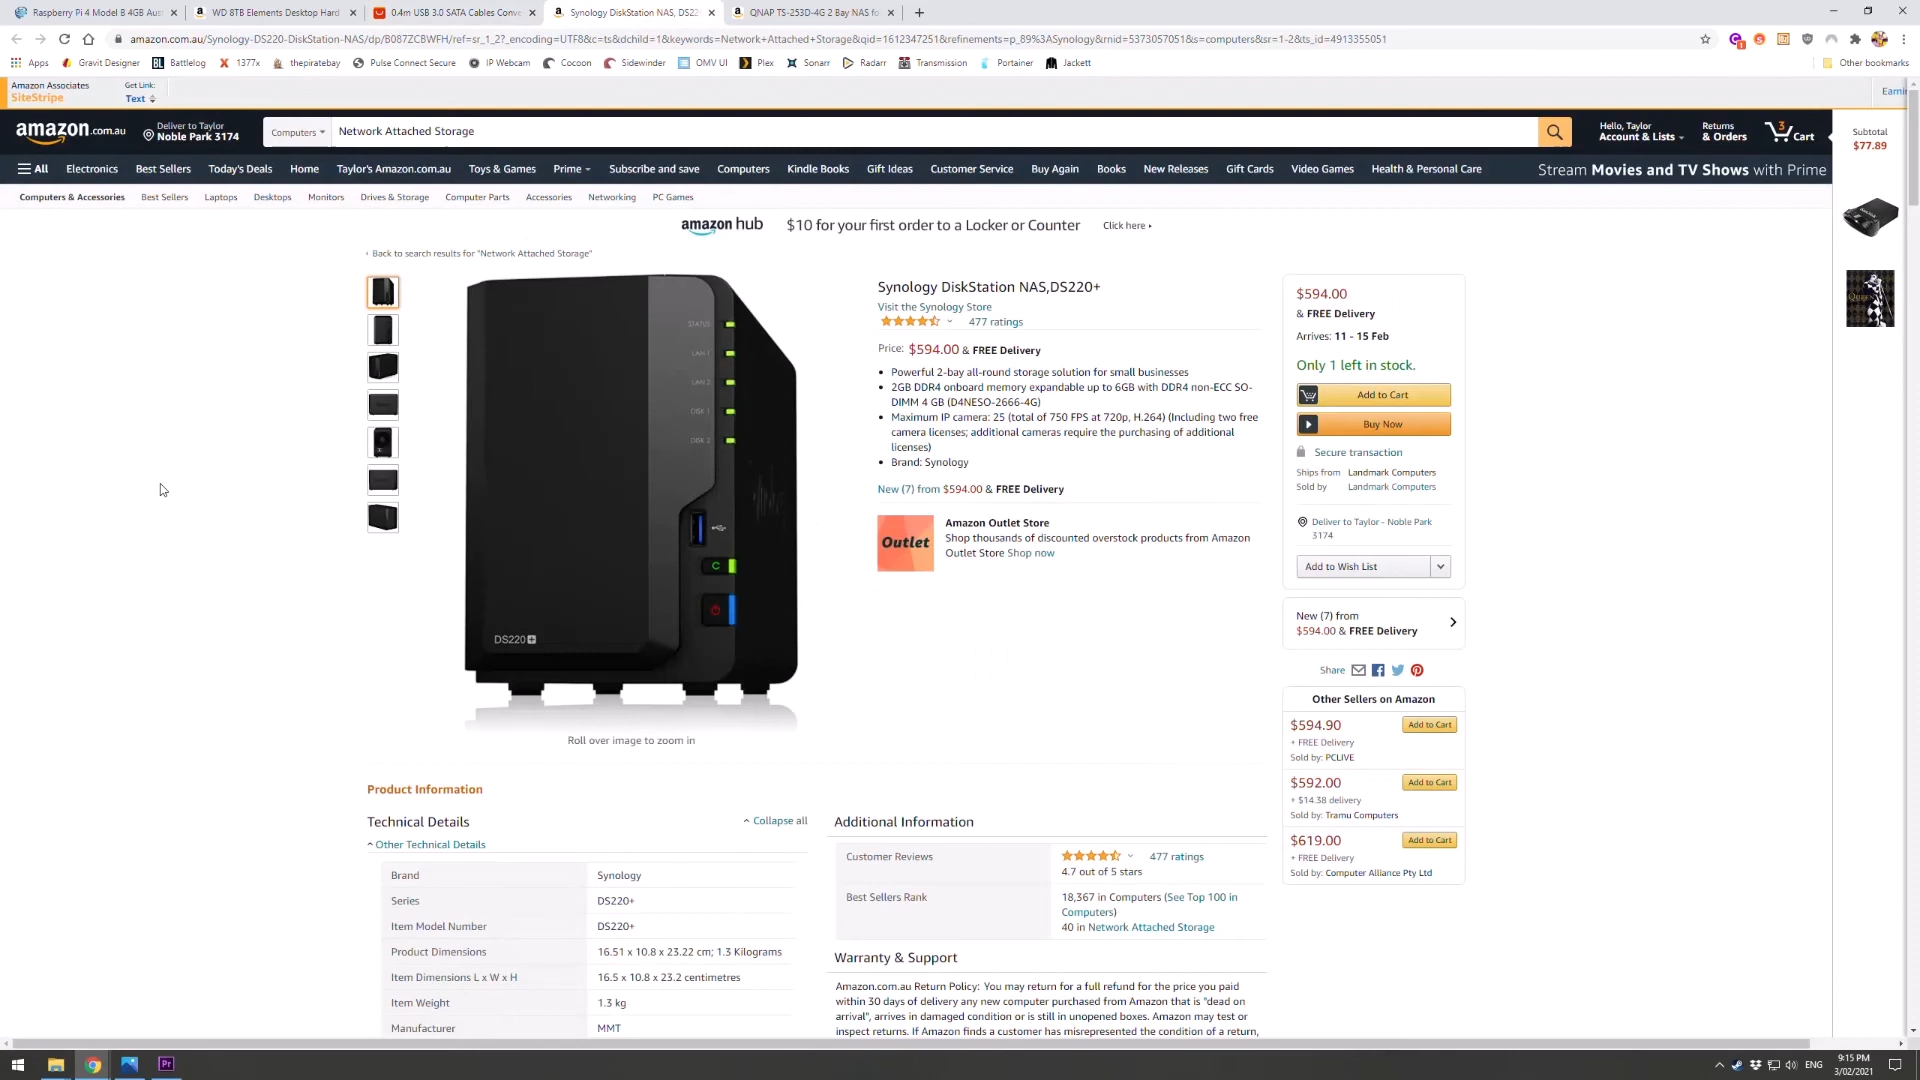 Raspberry Pi 4 Model B 4GB Aus
WD 8TB Elements Desktop Hard
0.4m USB 3.0 SATA Cables Conve
Synology DiskStation NAS, DS22
QNAP TS-253D-4G 2 Bay NAS fo
amazon.com.au/Synology-DS220-DiskStation-NAS/dp/B087ZCBWFH/ref=sr_1_2?_encoding=UTF8&c=ts&dchild=1&keywords=Network+Attached+Storage&qid=1612347251&refinements=p_89%3ASynology&rnid=5373057051&s=computers&sr=1-2&ts_id=4913355051
Apps
Gravit Designer
Battlelog
1377x
thepiratebay
Pulse Connect Secure
IP Webcam
Cocoon
Sidewinder
OMV UI
Plex
Sonarr
Radarr
Transmission
Portainer
Jackett
Other bookmarks
Amazon Associates
SiteStripe
Get Link:
Text
Earnin
amazon.com.au
Deliver to Taylor
Noble Park 3174
Computers
Network Attached Storage
Hello, Taylor
Account & Lists
Returns
& Orders
3
Cart
Subtotal
$77.89
All
Electronics
Best Sellers
Today's Deals
Home
Taylor's Amazon.com.au
Toys & Games
Prime
Subscribe and save
Computers
Kindle Books
Gift Ideas
Customer Service
Buy Again
Books
New Releases
Gift Cards
Video Games
Health & Personal Care
Stream Movies and TV Shows with Prime
Computers & Accessories
Best Sellers
Laptops
Desktops
Monitors
Drives & Storage
Computer Parts
Accessories
Networking
PC Games
amazon hub
$10 for your first order to a Locker or Counter
Click here
Back to search results for "Network Attached Storage"
STATUS
LAN 1
LAN 2
DISK 1
DISK 2
C
DS220+
Roll over image to zoom in
Synology DiskStation NAS,DS220+
Visit the Synology Store
477 ratings
Price: $594.00 & FREE Delivery
Powerful 2-bay all-round storage solution for small businesses
2GB DDR4 onboard memory expandable up to 6GB with DDR4 non-ECC SO-
DIMM 4 GB (D4NESO-2666-4G)
Maximum IP camera: 25 (total of 750 FPS at 720p, H.264) (Including two free
camera licenses; additional cameras require the purchasing of additional
licenses)
Brand: Synology
New (7) from $594.00 & FREE Delivery
Outlet
Amazon Outlet Store
Shop thousands of discounted overstock products from Amazon
Outlet Store Shop now
$594.00
& FREE Delivery
Arrives: 11 - 15 Feb
Only 1 left in stock.
Add to Cart
Buy Now
Secure transaction
Ships from Landmark Computers
Sold by Landmark Computers
Deliver to Taylor - Noble Park
3174
Add to Wish List
New (7) from
$594.00 & FREE Delivery
Share
Other Sellers on Amazon
$594.90
Add to Cart
+ FREE Delivery
Sold by: PCLIVE
$592.00
Add to Cart
+ $14.38 delivery
Sold by: Tramu Computers
$619.00
Add to Cart
+ FREE Delivery
Sold by: Computer Alliance Pty Ltd
Product Information
Technical Details
Collapse all
Other Technical Details
Brand Synology
Series DS220+
Item Model Number DS220+
Product Dimensions 16.51 x 10.8 x 23.22 cm; 1.3 Kilograms
Item Dimensions L x W x H 16.5 x 10.8 x 23.2 centimetres
Item Weight 1.3 kg
Manufacturer MMT
Additional Information
Customer Reviews
477 ratings
4.7 out of 5 stars
Best Sellers Rank
18,367 in Computers (See Top 100 in
Computers)
40 in Network Attached Storage
Warranty & Support
Amazon.com.au Return Policy: You may return for a full refund for the price you paid
within 30 days of delivery any new computer purchased from Amazon that is "dead on
arrival", arrives in damaged condition or is still in unopened boxes. Amazon may test or
inspect returns. If Amazon finds a customer has misrepresented the condition of a return,
Pr
ENG
9:15 PM
3/02/2021